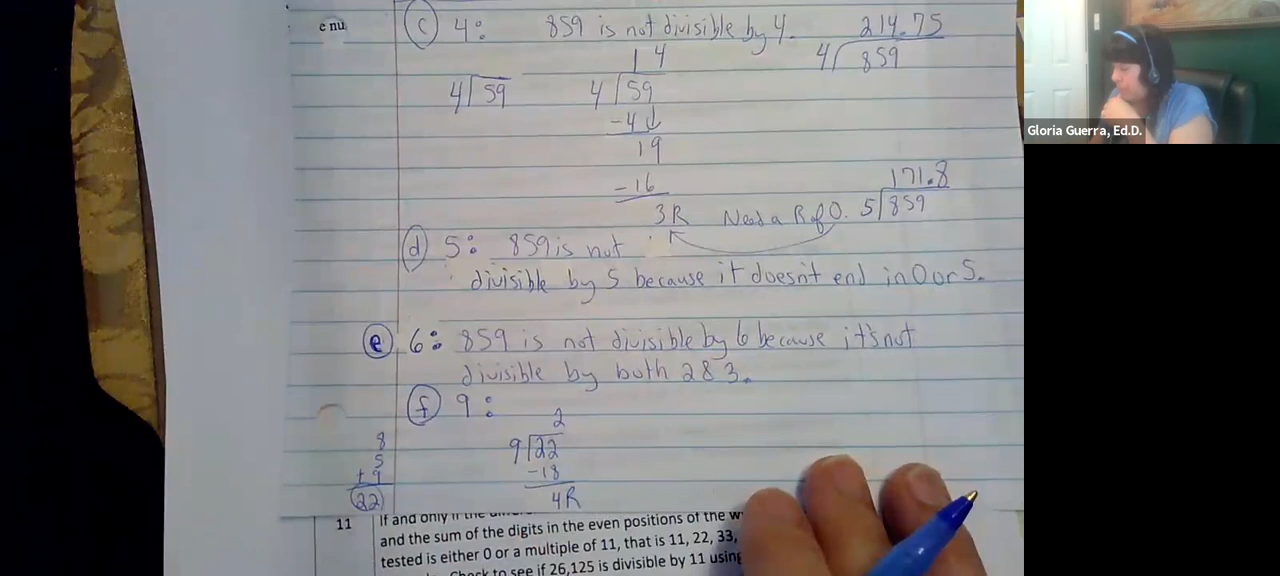 e nu
(c) 4: 859 is not divisible by 4. 214.75
4 859
14
4 59 4 59
-4
19
-16
171.8
3R Need a R of 0. 5 859
(d) 5: 859 is not
divisible by 5 because it doesn't end in 0 or 5.
(e) 6: 859 is not divisible by 6 because it's not
divisible by both 2 & 3.
(f) 9:
2
8 9 22
5 -18
+9 4R
22
11 If and only if the
and the sum of the digits in the even positions of the
tested is either 0 or a multiple of 11, that is 11, 22, 33,
to see if 26,125 is divisible by 11 using
Gloria Guerra, Ed.D.